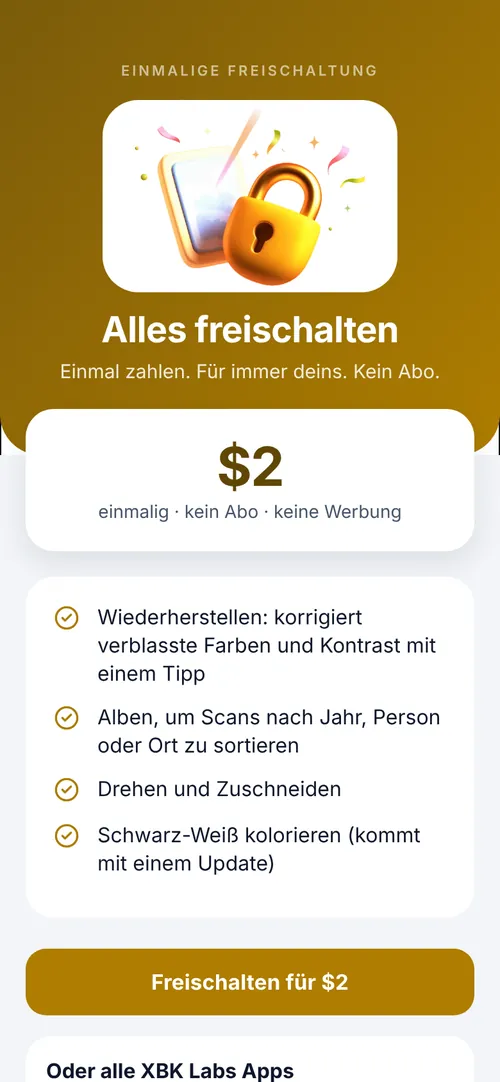 EINMALIGE FREISCHALTUNG
Alles freischalten
Einmal zahlen. Für immer deins. Kein Abo.
$2
einmalig · kein Abo · keine Werbung
Wiederherstellen: korrigiert
verblasste Farben und Kontrast mit
einem Tipp
Alben, um Scans nach Jahr, Person
oder Ort zu sortieren
Drehen und Zuschneiden
Schwarz-Weiß kolorieren (kommt
mit einem Update)
Freischalten für $2
Oder alle XBK Labs Apps